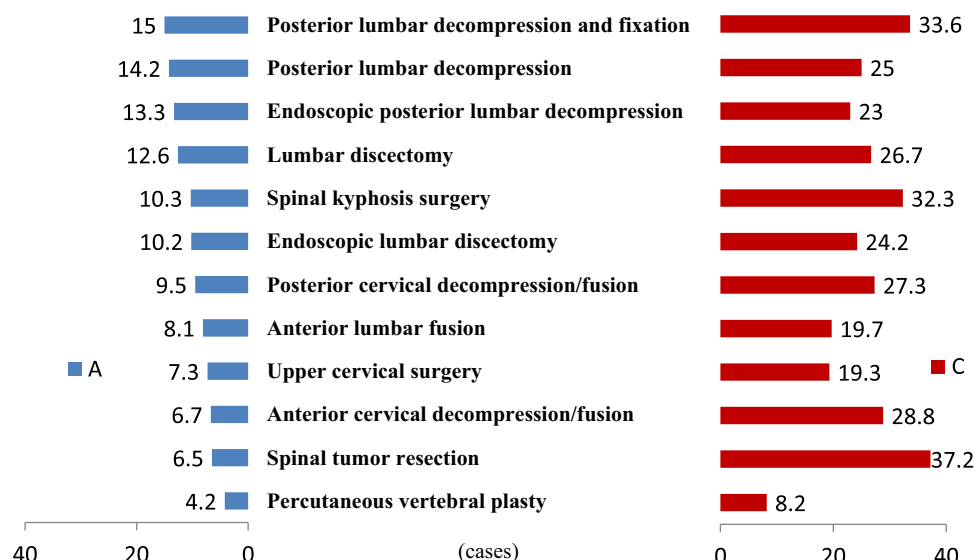 15 Posterior lumbar decompression and fixation 33.6
14.2 Posterior lumbar decompression 25
13.3 Endoscopic posterior lumbar decompression 23
12.6 Lumbar discectomy 26.7
10.3 Spinal kyphosis surgery 32.3
10.2 Endoscopic lumbar discectomy 24.2
9.5 Posterior cervical decompression/fusion 27.3
8.1 Anterior lumbar fusion 19.7
A 7.3 Upper cervical surgery 19.3 C
6.7 Anterior cervical decompression/fusion 28.8
6.5 Spinal tumor resection 37.2
4.2 Percutaneous vertebral plasty 8.2
40 20 0 (cases) 0 20 40